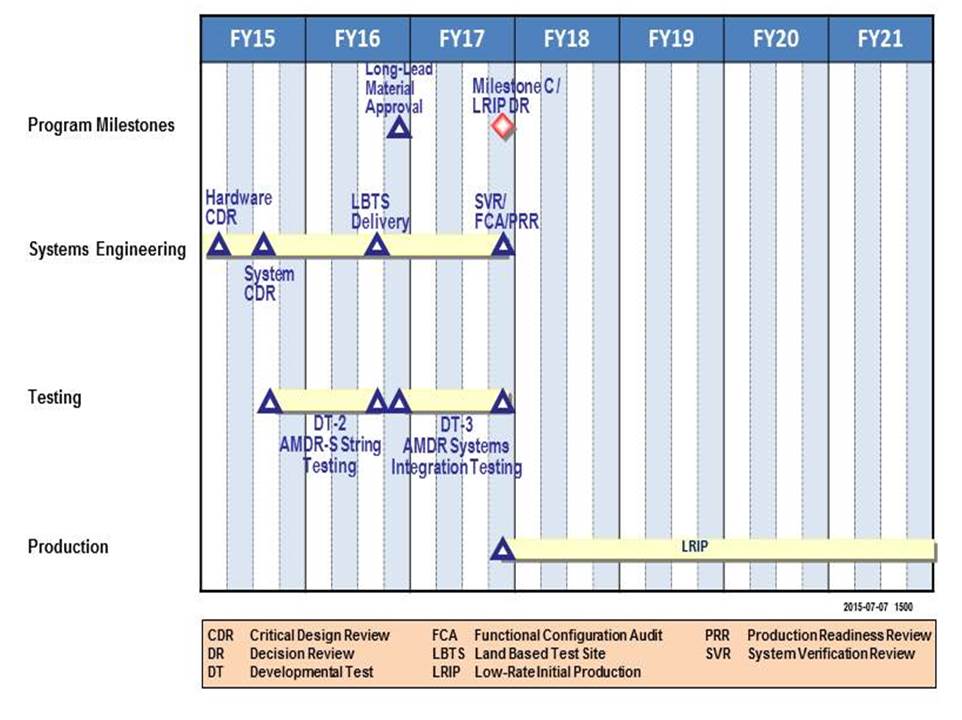 FY15 FY16 FY17 FY18 FY19 FY20 FY21
Program Milestones
Long-Lead
Material
Approval
Milestone C /
LRIP DR
Systems Engineering
Hardware
CDR
System
CDR
LBTS
Delivery
SVR/
FCA/PRR
Testing
DT-2
AMDR-S String
Testing
DT-3
AMDR Systems
Integration Testing
Production
LRIP
2015-07-07 1500
CDR Critical Design Review FCA Functional Configuration Audit PRR Production Readiness Review
DR Decision Review LBTS Land Based Test Site SVR System Verification Review
DT Developmental Test LRIP Low-Rate Initial Production